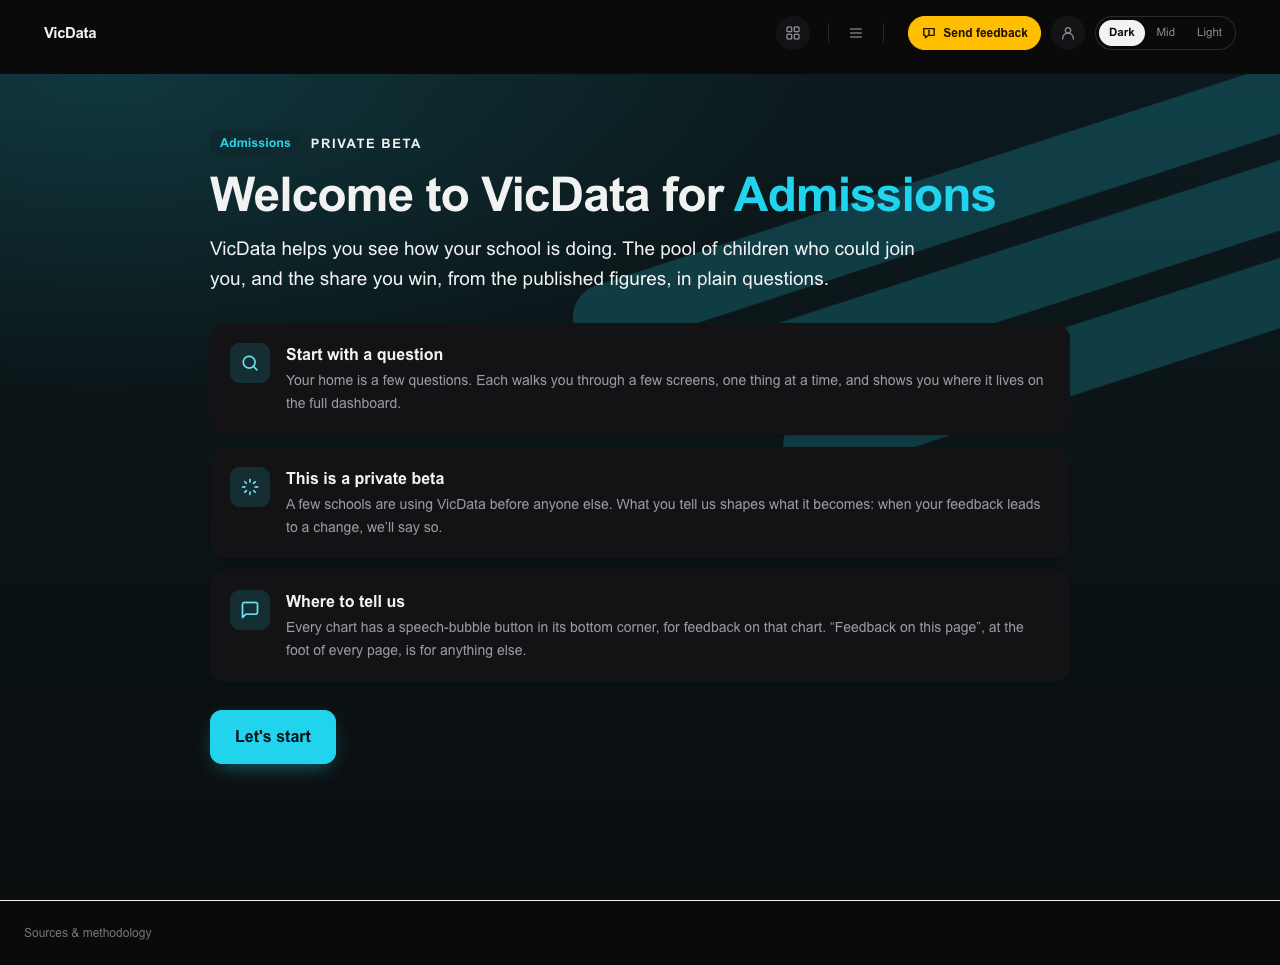 VicData
Send feedback
Dark
Mid
Light
Admissions
PRIVATE BETA
Welcome to VicData for Admissions
VicData helps you see how your school is doing. The pool of children who could join
you, and the share you win, from the published figures, in plain questions.
Start with a question
Your home is a few questions. Each walks you through a few screens, one thing at a time, and shows you where it lives on
the full dashboard.
This is a private beta
A few schools are using VicData before anyone else. What you tell us shapes what it becomes: when your feedback leads
to a change, we’ll say so.
Where to tell us
Every chart has a speech-bubble button in its bottom corner, for feedback on that chart. “Feedback on this page”, at the
foot of every page, is for anything else.
Let's start
Sources & methodology